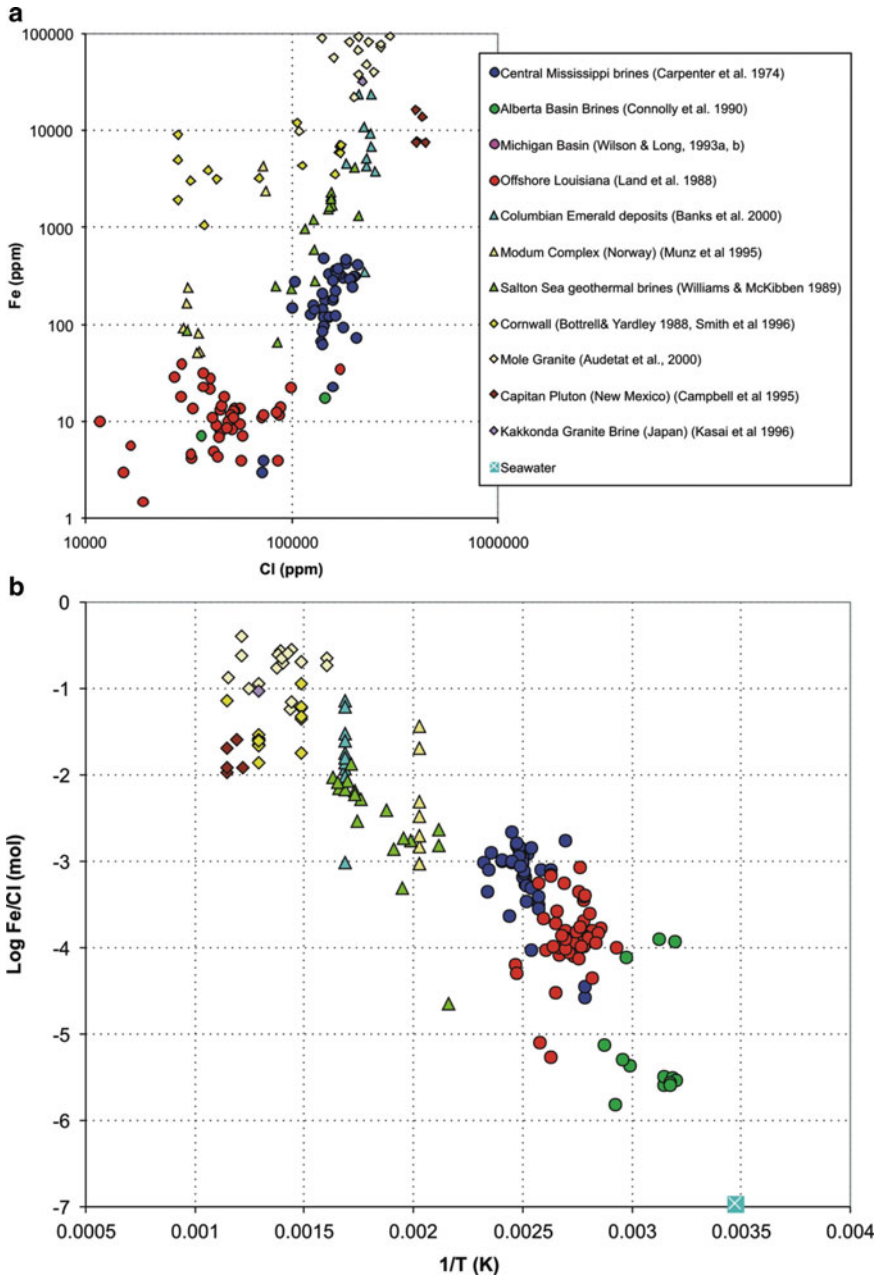 a
100000
10000
1000
100
10
1
Fe (ppm)
10000
100000
1000000
Cl (ppm)
Central Mississippi brines (Carpenter et al. 1974)
Alberta Basin Brines (Connolly et al. 1990)
Michigan Basin (Wilson & Long, 1993a, b)
Offshore Louisiana (Land et al. 1988)
Columbian Emerald deposits (Banks et al. 2000)
Modum Complex (Norway) (Munz et al 1995)
Salton Sea geothermal brines (Williams & McKibben 1989)
Cornwall (Bottrell& Yardley 1988, Smith et al 1996)
Mole Granite (Audetat et al., 2000)
Capitan Pluton (New Mexico) (Campbell et al 1995)
Kakkonda Granite Brine (Japan) (Kasai et al 1996)
Seawater
b
0
-1
-2
-3
-4
-5
-6
-7
Log Fe/Cl (mol)
0.0005
0.001
0.0015
0.002
0.0025
0.003
0.0035
0.004
1/T (K)